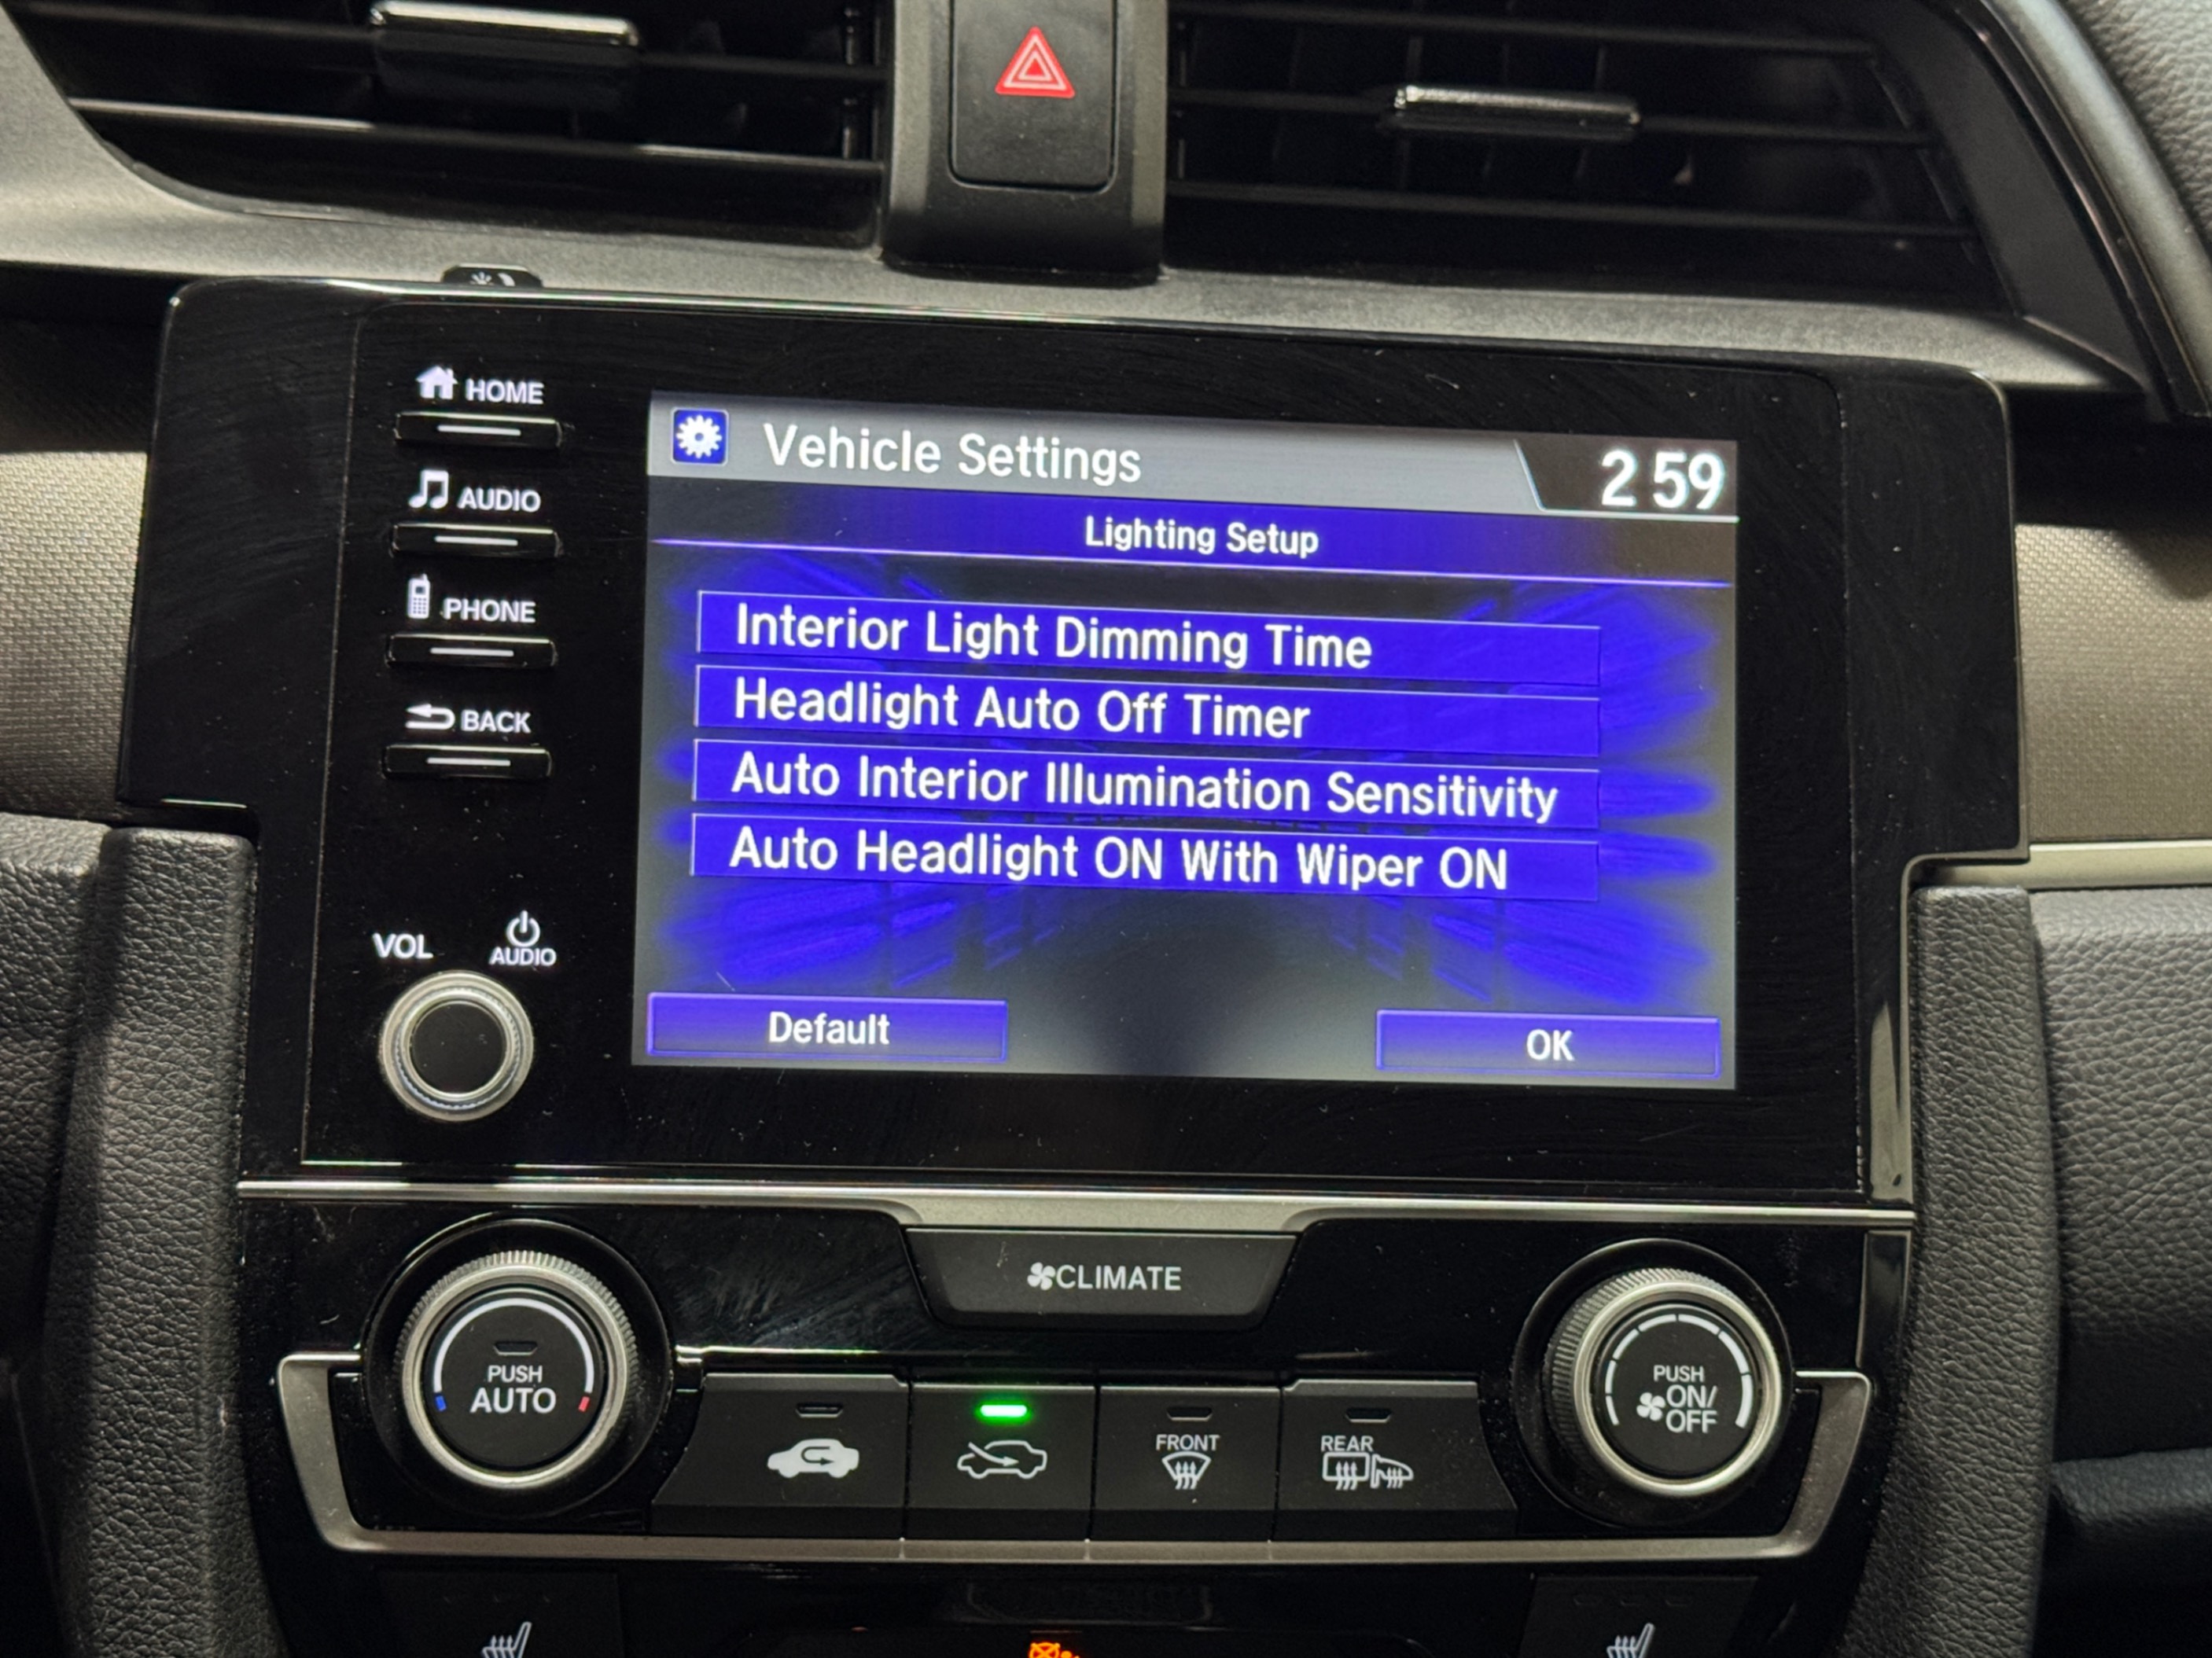 HOME
AUDIO
PHONE
BACK
VOL
AUDIO
Vehicle Settings
2 59
Lighting Setup
Interior Light Dimming Time
Headlight Auto Off Timer
Auto Interior Illumination Sensitivity
Auto Headlight ON With Wiper ON
Default
OK
CLIMATE
PUSH
AUTO
FRONT
REAR
PUSH
ON/
OFF